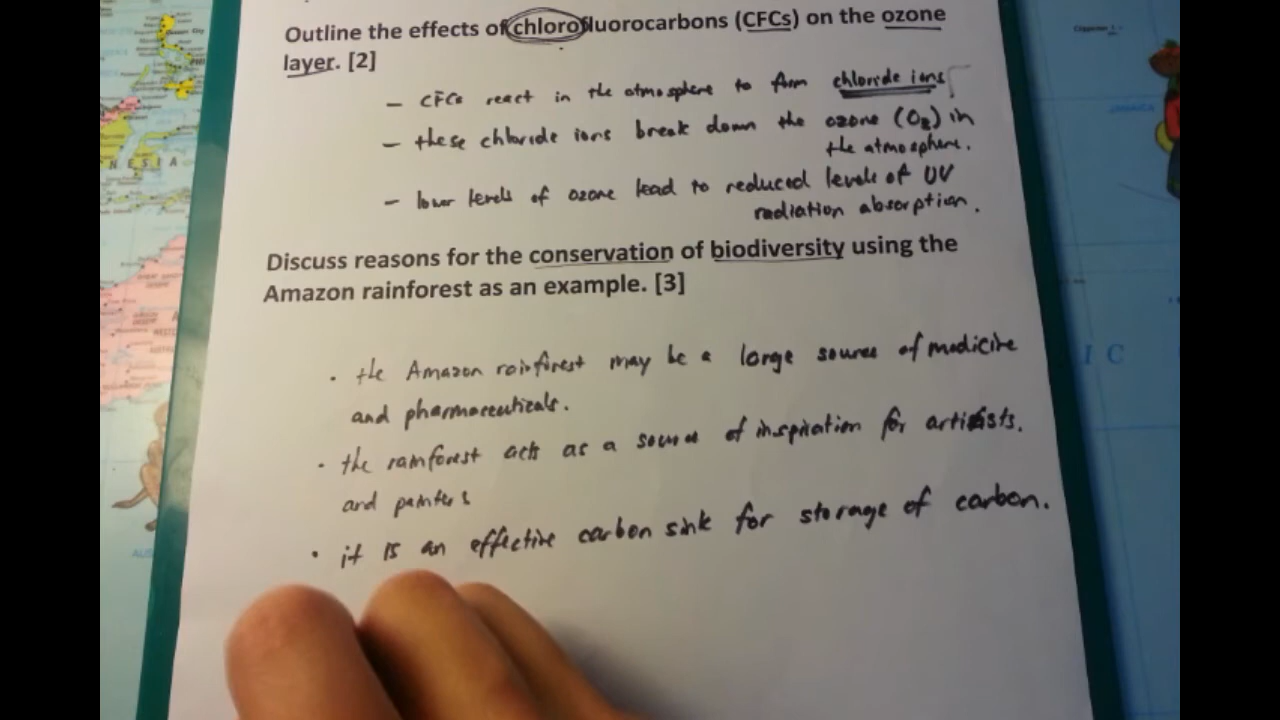 Outline the effects of chlorofluorocarbons (CFCs) on the ozone
layer. [2]
– CFCs react in the atmosphere to form chloride ions
– these chloride ions break down the ozone (O₃) in
the atmosphere.
– lower levels of ozone lead to reduced levels of UV
radiation absorption.
Discuss reasons for the conservation of biodiversity using the
Amazon rainforest as an example. [3]
· the Amazon rainforest may be a large source of medicine
and pharmaceuticals.
· the rainforest acts as a source of inspiration for artists.
and painters
· it is an effective carbon sink for storage of carbon.
NESIA
IC